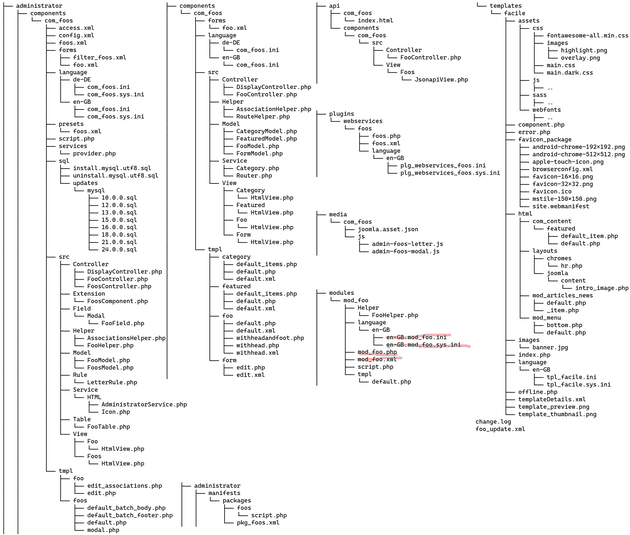 administrator
components
com_foos
access.xml
config.xml
foos.xml
forms
filter_foos.xml
foo.xml
language
de-DE
com_foos.ini
com_foos.sys.ini
en-GB
com_foos.ini
com_foos.sys.ini
presets
foos.xml
script.php
services
provider.php
sql
install.mysql.utf8.sql
uninstall.mysql.utf8.sql
updates
mysql
10.0.0.sql
12.0.0.sql
13.0.0.sql
15.0.0.sql
16.0.0.sql
18.0.0.sql
21.0.0.sql
24.0.0.sql
src
Controller
DisplayController.php
FooController.php
FoosController.php
Extension
FoosComponent.php
Field
Modal
FooField.php
Helper
AssociationsHelper.php
FooHelper.php
Model
FooModel.php
FoosModel.php
Rule
LetterRule.php
Service
HTML
AdministratorService.php
Icon.php
Table
FooTable.php
View
Foo
HtmlView.php
Foos
HtmlView.php
tmpl
foo
edit_associations.php
edit.php
foos
default_batch_body.php
default_batch_footer.php
default.php
modal.php
components
com_foos
forms
foo.xml
language
de-DE
com_foos.ini
en-GB
com_foos.ini
src
Controller
DisplayController.php
FooController.php
Helper
AssociationHelper.php
RouteHelper.php
Model
CategoryModel.php
FeaturedModel.php
FooModel.php
FormModel.php
Service
Category.php
Router.php
View
Category
HtmlView.php
Featured
HtmlView.php
Foo
HtmlView.php
Form
HtmlView.php
tmpl
category
default_items.php
default.php
default.xml
featured
default_items.php
default.php
default.xml
foo
default.php
default.xml
withheadandfoot.php
withhead.php
withhead.xml
form
edit.php
edit.xml
administrator
manifests
packages
foos
script.php
pkg_foos.xml
api
com_foos
index.html
components
com_foos
src
Controller
FooController.php
View
Foos
JsonapiView.php
plugins
webservices
foos
foos.php
foos.xml
language
en-GB
plg_webservices_foos.ini
plg_webservices_foos.sys.ini
media
com_foos
joomla.asset.json
js
admin-foos-letter.js
admin-foos-modal.js
modules
mod_foo
Helper
FooHelper.php
language
en-GB
en-GB.mod_foo.ini
en-GB.mod_foo.sys.ini
mod_foo.php
mod_foo.xml
script.php
tmpl
default.php
templates
facile
assets
css
fontawesome-all.min.css
images
highlight.png
overlay.png
main.css
main.dark.css
js
..
sass
..
webfonts
..
component.php
error.php
favicon_package
android-chrome-192×192.png
android-chrome-512×512.png
apple-touch-icon.png
browserconfig.xml
favicon-16×16.png
favicon-32×32.png
favicon.ico
mstile-150×150.png
site.webmanifest
html
com_content
featured
default_item.php
default.php
layouts
chromes
hr.php
joomla
content
intro_image.php
mod_articles_news
default.php
_item.php
mod_menu
bottom.php
default.php
images
banner.jpg
index.php
language
en-GB
tpl_facile.ini
tpl_facile.sys.ini
offline.php
templateDetails.xml
template_preview.png
template_thumbnail.png
change.log
foo_update.xml